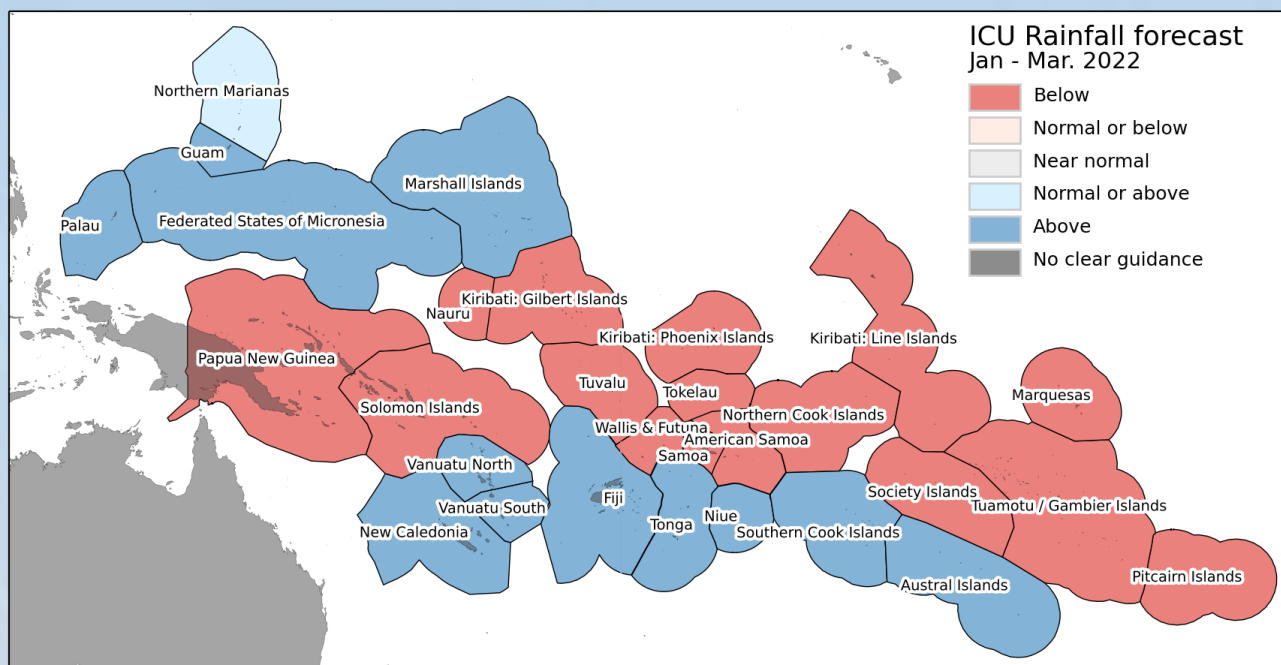 ICU Rainfall forecast
Jan - Mar. 2022
Below
Normal or below
Near normal
Normal or above
Above
No clear guidance
Northern Marianas
Guam
Marshall Islands
Palau
Federated States of Micronesia
Nauru
Kiribati: Gilbert Islands
Kiribati: Phoenix Islands
Kiribati: Line Islands
Papua New Guinea
Tuvalu
Tokelau
Marquesas
Solomon Islands
Northern Cook Islands
Wallis & Futuna
American Samoa
Samoa
Vanuatu North
Society Islands
Fiji
Vanuatu South
Tuamotu / Gambier Islands
Niue
Tonga
New Caledonia
Southern Cook Islands
Pitcairn Islands
Austral Islands